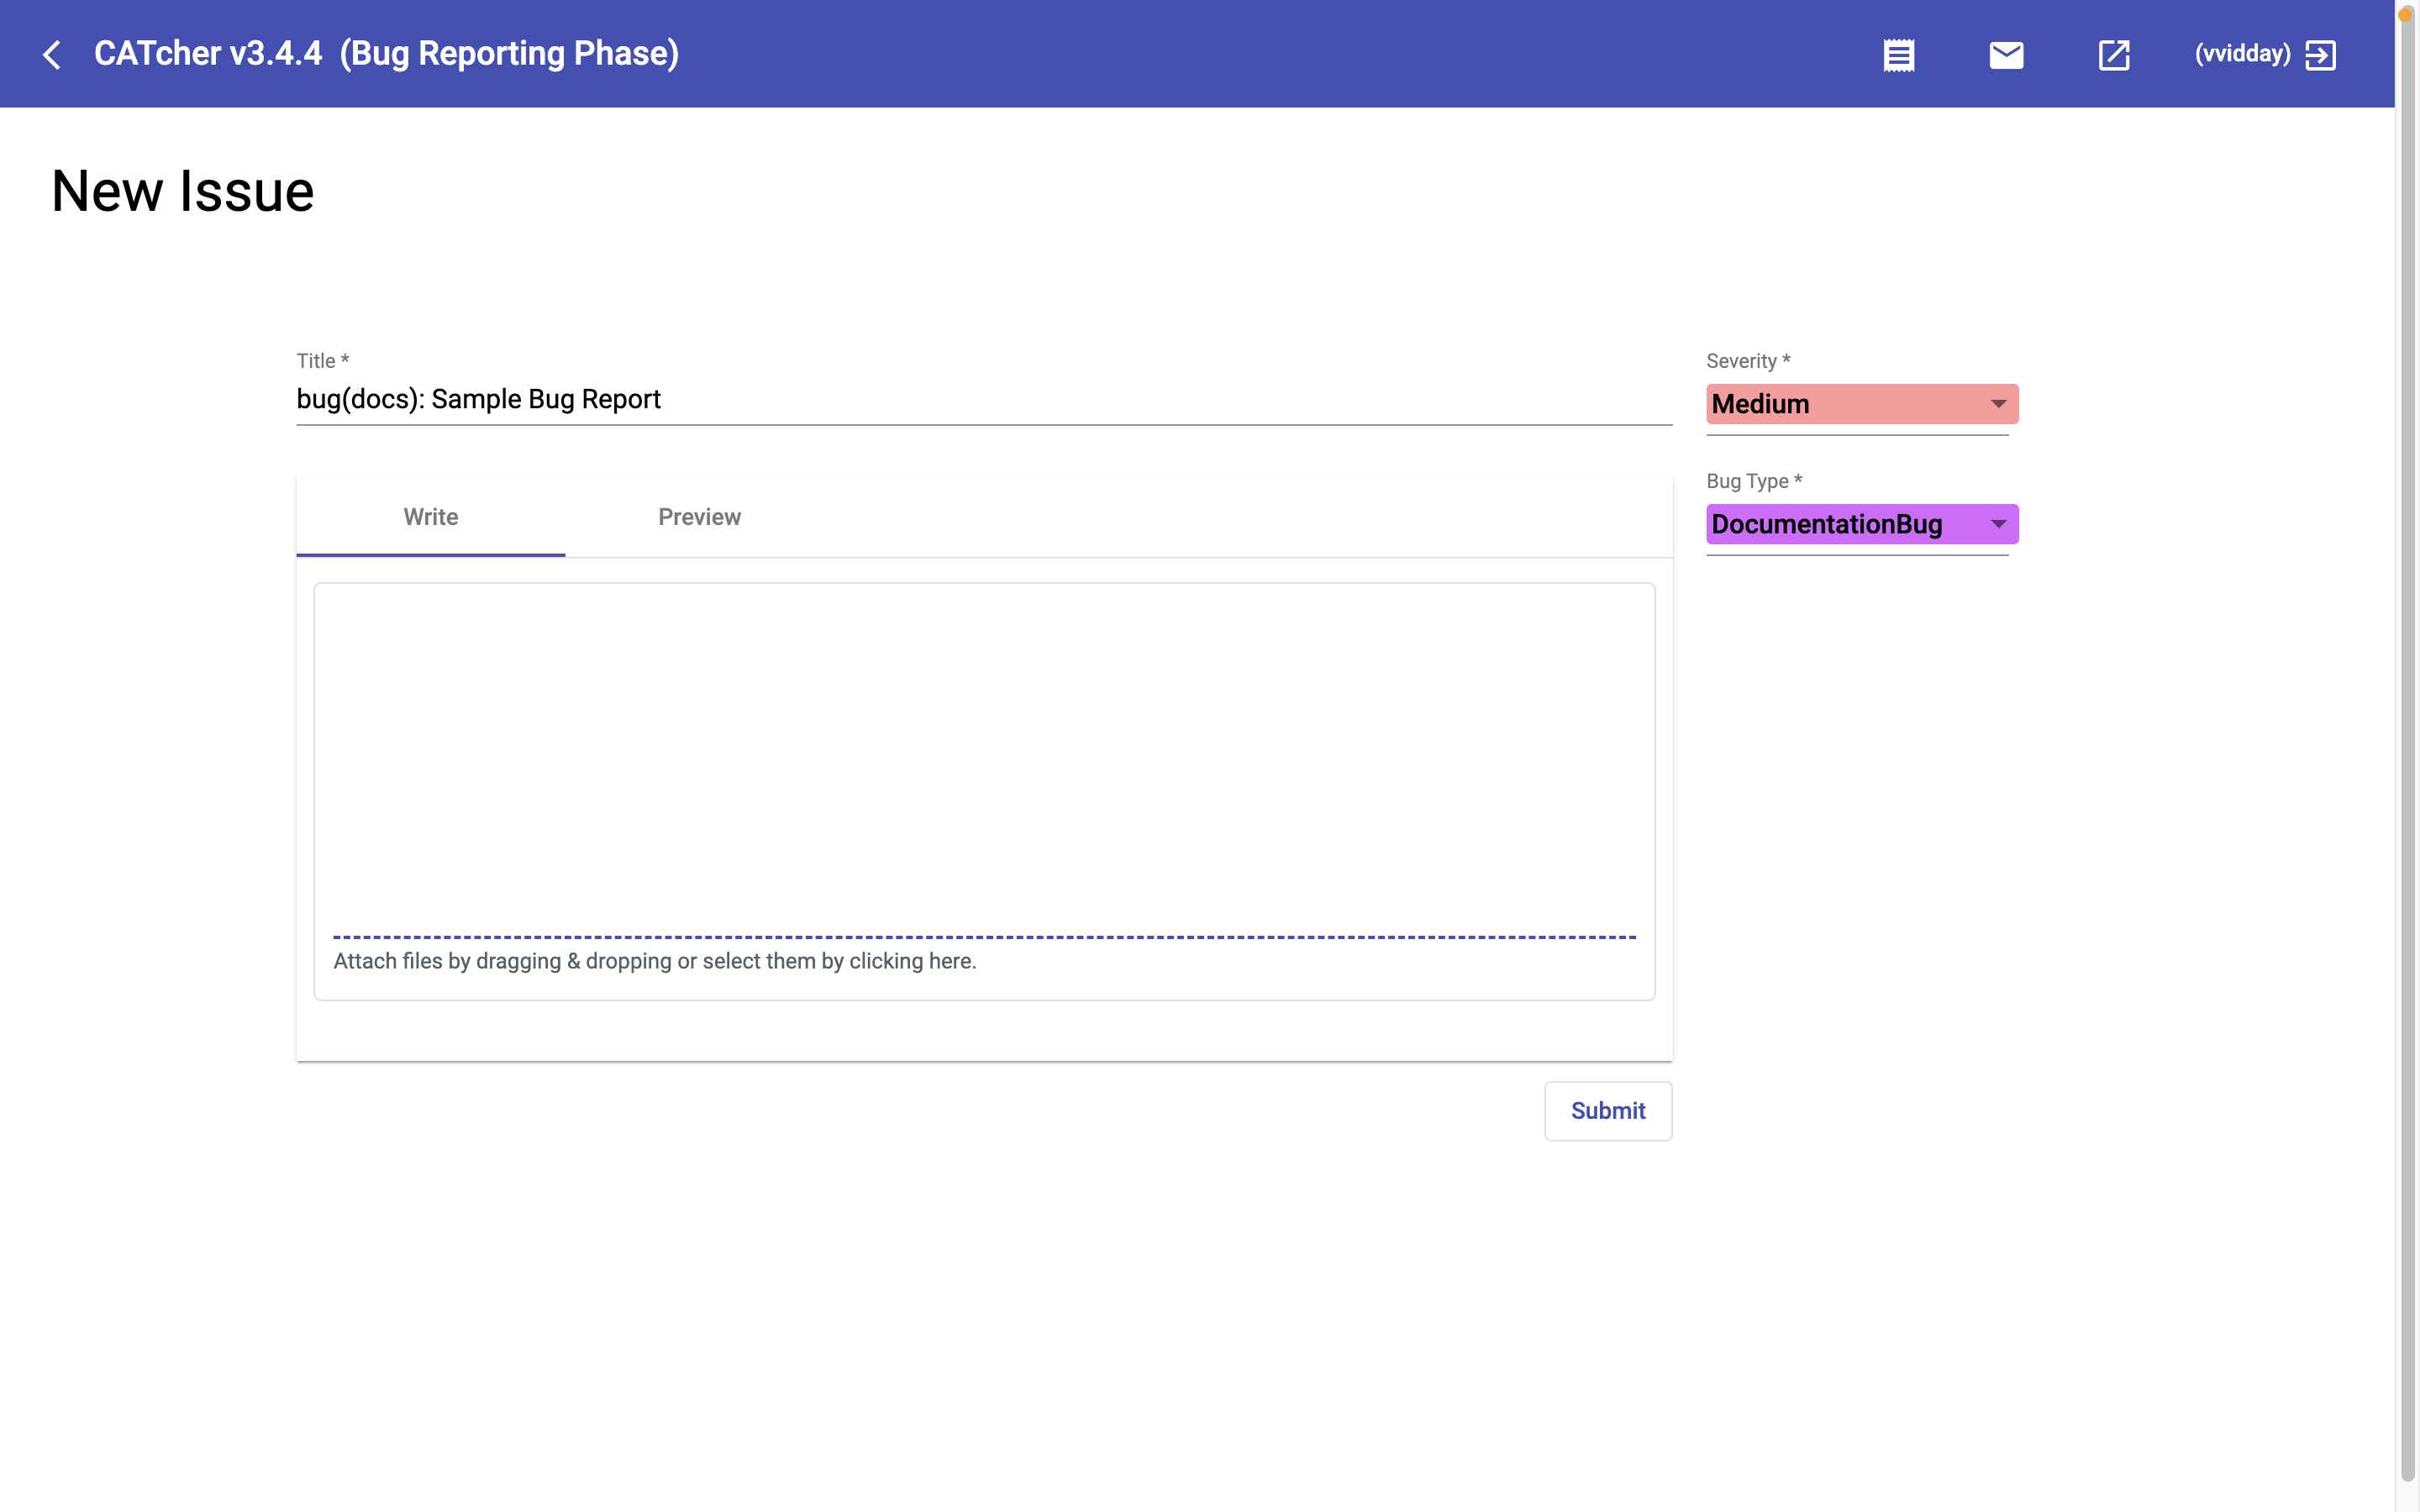 CATcher v3.4.4 (Bug Reporting Phase)
(vvidday)
New Issue
Title *
bug(docs): Sample Bug Report
Severity *
Medium
Bug Type *
DocumentationBug
Write
Preview
Attach files by dragging & dropping or select them by clicking here.
Submit